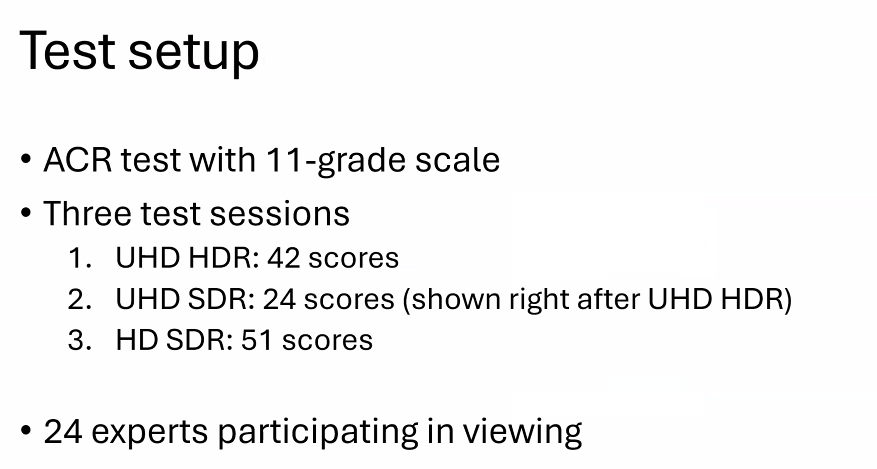 Test setup
• ACR test with 11-grade scale
• Three test sessions
1. UHD HDR: 42 scores
2. UHD SDR: 24 scores (shown right after UHD HDR)
3. HD SDR: 51 scores
• 24 experts participating in viewing